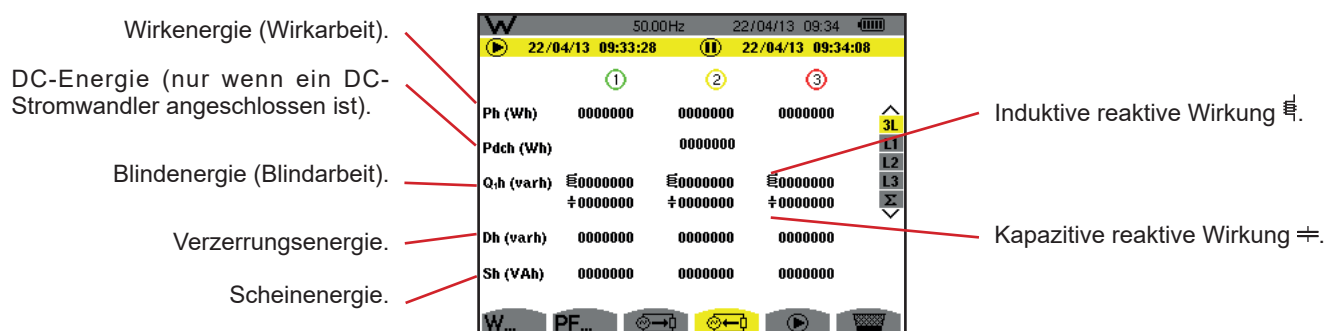 Wirkenergie (Wirkarbeit).
DC-Energie (nur wenn ein DC-
Stromwandler angeschlossen ist).
Blindenergie (Blindarbeit).
Verzerrungsenergie.
Scheinenergie.
W 50.00Hz 22/04/13 09:34
22/04/13 09:33:28 22/04/13 09:34:08
1 2 3
Ph (Wh) 0000000 0000000 0000000
Pdch (Wh) 0000000
Q₁h (varh) 0000000 0000000 0000000
0000000 0000000 0000000
Dh (varh) 0000000 0000000 0000000
Sh (VAh) 0000000 0000000 0000000
3L
L1
L2
L3
Σ
W... PF...
Induktive reaktive Wirkung
Kapazitive reaktive Wirkung